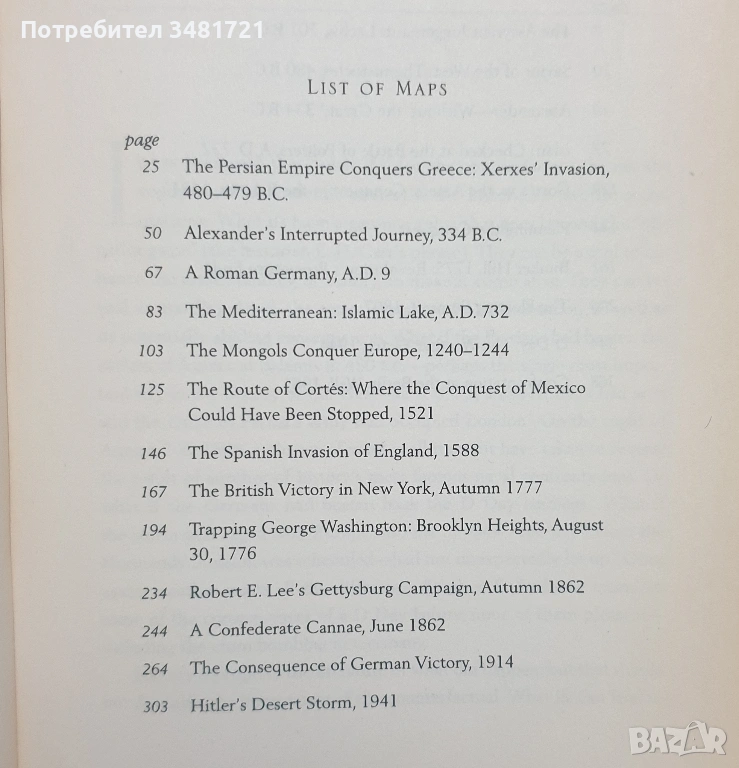 Потребител 3481721
LIST OF MAPS
page
25 The Persian Empire Conquers Greece: Xerxes' Invasion,
480–479 B.C.
50 Alexander's Interrupted Journey, 334 B.C.
67 A Roman Germany, A.D. 9
83 The Mediterranean: Islamic Lake, A.D. 732
103 The Mongols Conquer Europe, 1240–1244
125 The Route of Cortés: Where the Conquest of Mexico
Could Have Been Stopped, 1521
146 The Spanish Invasion of England, 1588
167 The British Victory in New York, Autumn 1777
194 Trapping George Washington: Brooklyn Heights, August
30, 1776
234 Robert E. Lee's Gettysburg Campaign, Autumn 1862
244 A Confederate Cannae, June 1862
264 The Consequence of German Victory, 1914
303 Hitler's Desert Storm, 1941
BAZAR